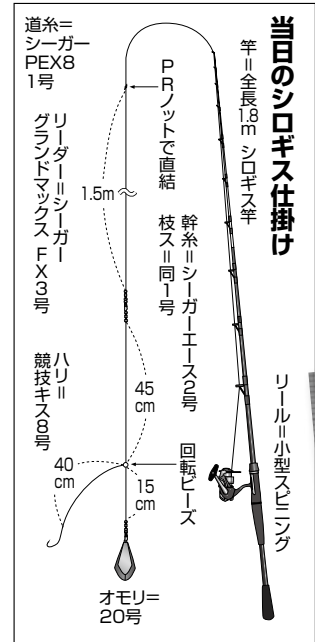 当日のシロギス仕掛け
竿=全長1.8m シロギス竿
リール=小型スピニング
道糸=
シーガー
PEX8
1号
PRノットで直結
1.5m
リーダー=シーガー
グランドマックスFX3号
幹糸=シーガーエース2号
枝ス=同1号
45
cm
回転ビーズ
ハリ=
競技キス8号
40
cm
15
cm
オモリ=
20号